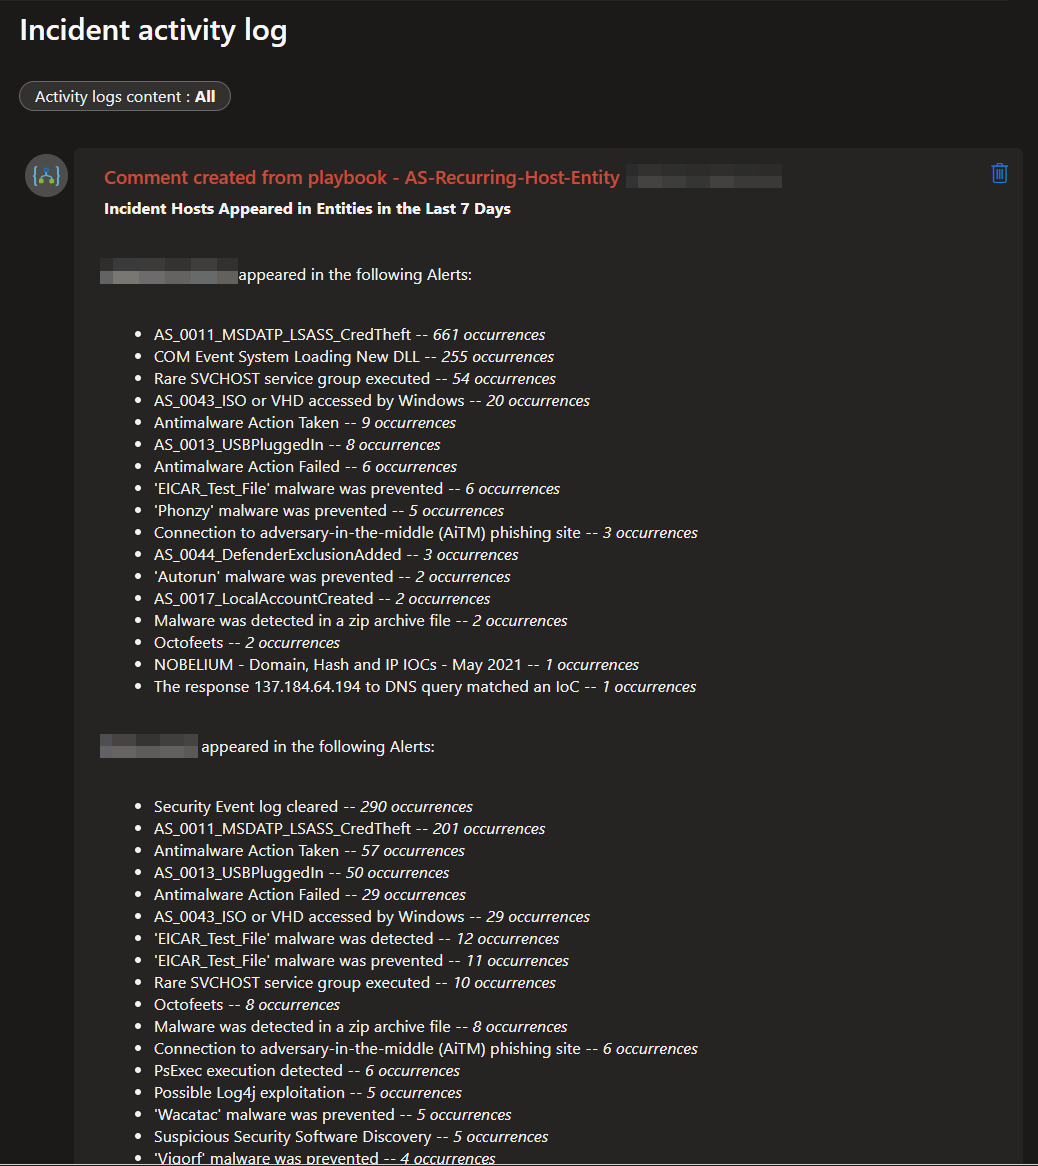 Incident activity log
Activity logs content : All
Comment created from playbook - AS-Recurring-Host-Entity
Incident Hosts Appeared in Entities in the Last 7 Days
appeared in the following Alerts:
• AS_0011_MSDATP_LSASS_CredTheft -- 661 occurrences
• COM Event System Loading New DLL -- 255 occurrences
• Rare SVCHOST service group executed -- 54 occurrences
• AS_0043_ISO or VHD accessed by Windows -- 20 occurrences
• Antimalware Action Taken -- 9 occurrences
• AS_0013_USBPluggedIn -- 8 occurrences
• Antimalware Action Failed -- 6 occurrences
• 'EICAR_Test_File' malware was prevented -- 6 occurrences
• 'Phonzy' malware was prevented -- 5 occurrences
• Connection to adversary-in-the-middle (AiTM) phishing site -- 3 occurrences
• AS_0044_DefenderExclusionAdded -- 3 occurrences
• 'Autorun' malware was prevented -- 2 occurrences
• AS_0017_LocalAccountCreated -- 2 occurrences
• Malware was detected in a zip archive file -- 2 occurrences
• Octofeets -- 2 occurrences
• NOBELIUM - Domain, Hash and IP IOCs - May 2021 -- 1 occurrences
• The response 137.184.64.194 to DNS query matched an IoC -- 1 occurrences
appeared in the following Alerts:
• Security Event log cleared -- 290 occurrences
• AS_0011_MSDATP_LSASS_CredTheft -- 201 occurrences
• Antimalware Action Taken -- 57 occurrences
• AS_0013_USBPluggedIn -- 50 occurrences
• Antimalware Action Failed -- 29 occurrences
• AS_0043_ISO or VHD accessed by Windows -- 29 occurrences
• 'EICAR_Test_File' malware was detected -- 12 occurrences
• 'EICAR_Test_File' malware was prevented -- 11 occurrences
• Rare SVCHOST service group executed -- 10 occurrences
• Octofeets -- 8 occurrences
• Malware was detected in a zip archive file -- 8 occurrences
• Connection to adversary-in-the-middle (AiTM) phishing site -- 6 occurrences
• PsExec execution detected -- 6 occurrences
• Possible Log4j exploitation -- 5 occurrences
• 'Wacatac' malware was prevented -- 5 occurrences
• Suspicious Security Software Discovery -- 5 occurrences
• 'Vigorf' malware was prevented -- 4 occurrences